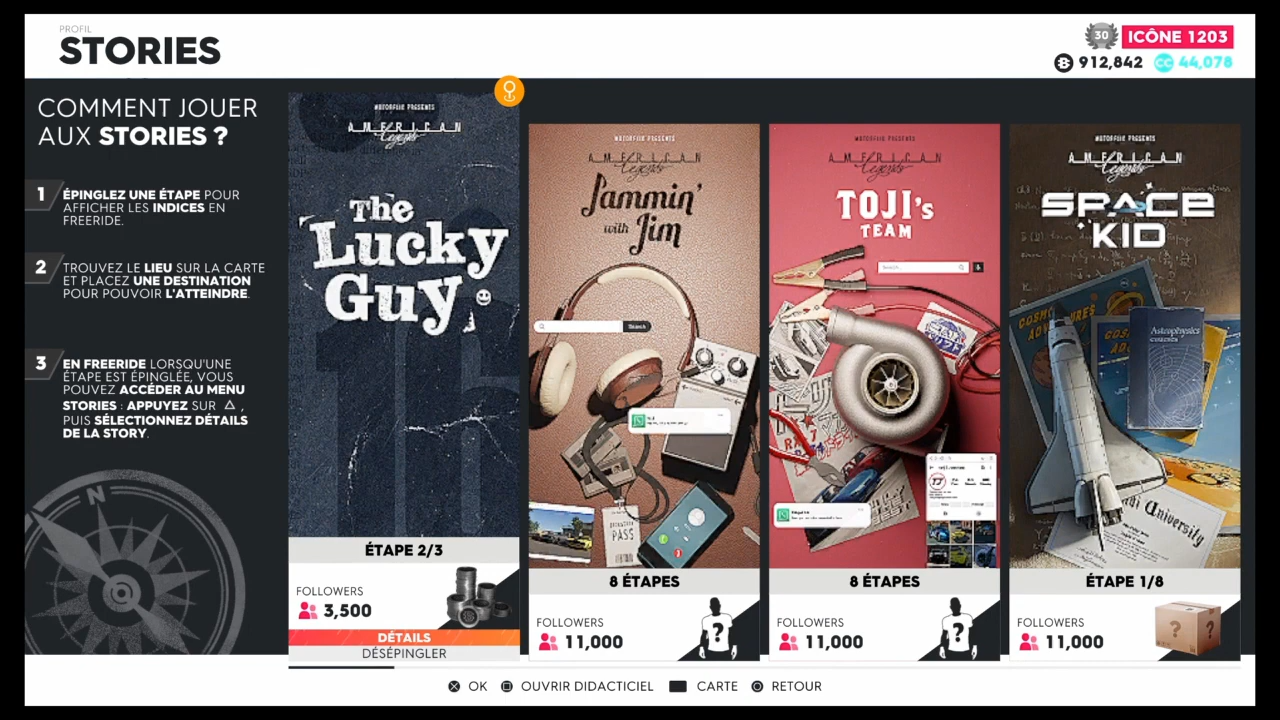 PROFIL
STORIES
30
ICÔNE 1203
912,842
CC 44,078
COMMENT JOUER
AUX STORIES ?
1
ÉPINGLEZ UNE ÉTAPE POUR
AFFICHER LES INDICES EN
FREERIDE.
2
TROUVEZ LE LIEU SUR LA CARTE
ET PLACEZ UNE DESTINATION
POUR POUVOIR L'ATTEINDRE.
3
EN FREERIDE LORSQU'UNE
ÉTAPE EST ÉPINGLÉE, VOUS
POUVEZ ACCÉDER AU MENU
STORIES : APPUYEZ SUR △ ,
PUIS SÉLECTIONNEZ DÉTAILS
DE LA STORY.
N
MOTORFLIX PRESENTS
AMERICAN
Legends
The
Lucky
Guy
ÉTAPE 2/3
FOLLOWERS
3,500
DÉTAILS
DÉSÉPINGLER
MOTORFLIX PRESENTS
AMERICAN
Legends
Jammin'
with Jim
Search
PASS
8 ÉTAPES
FOLLOWERS
11,000
MOTORFLIX PRESENTS
AMERICAN
Legends
TOJI's
TEAM
Search...
8 ÉTAPES
FOLLOWERS
11,000
MOTORFLIX PRESENTS
AMERICAN
Legends
SPACE
KID
Astrophysics
University
ÉTAPE 1/8
FOLLOWERS
11,000
OK
OUVRIR DIDACTICIEL
CARTE
RETOUR